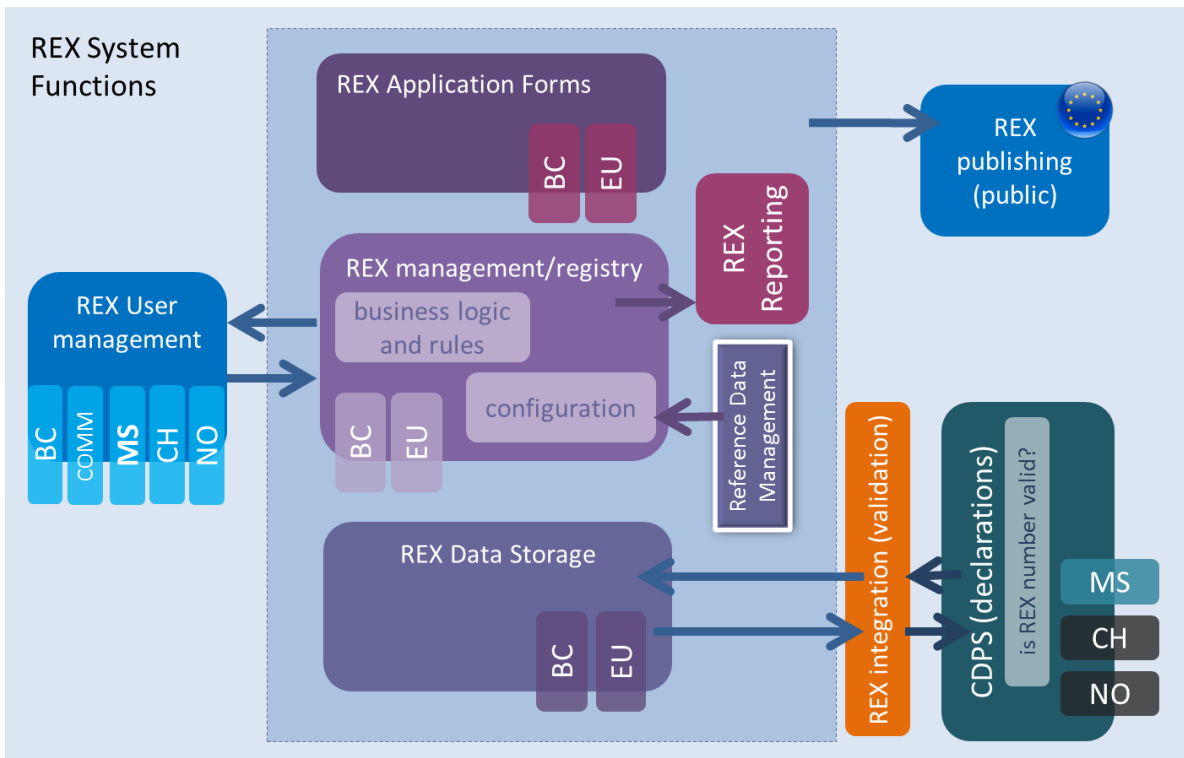 REX System
Functions
REX Application Forms
BC
EU
REX
publishing
(public)
REX
Reporting
REX management/registry
business logic
and rules
configuration
BC
EU
REX User
management
BC
COMM
MS
CH
NO
Reference Data
Management
REX Data Storage
BC
EU
REX integration (validation)
CDPS (declarations)
is REX number valid?
MS
CH
NO